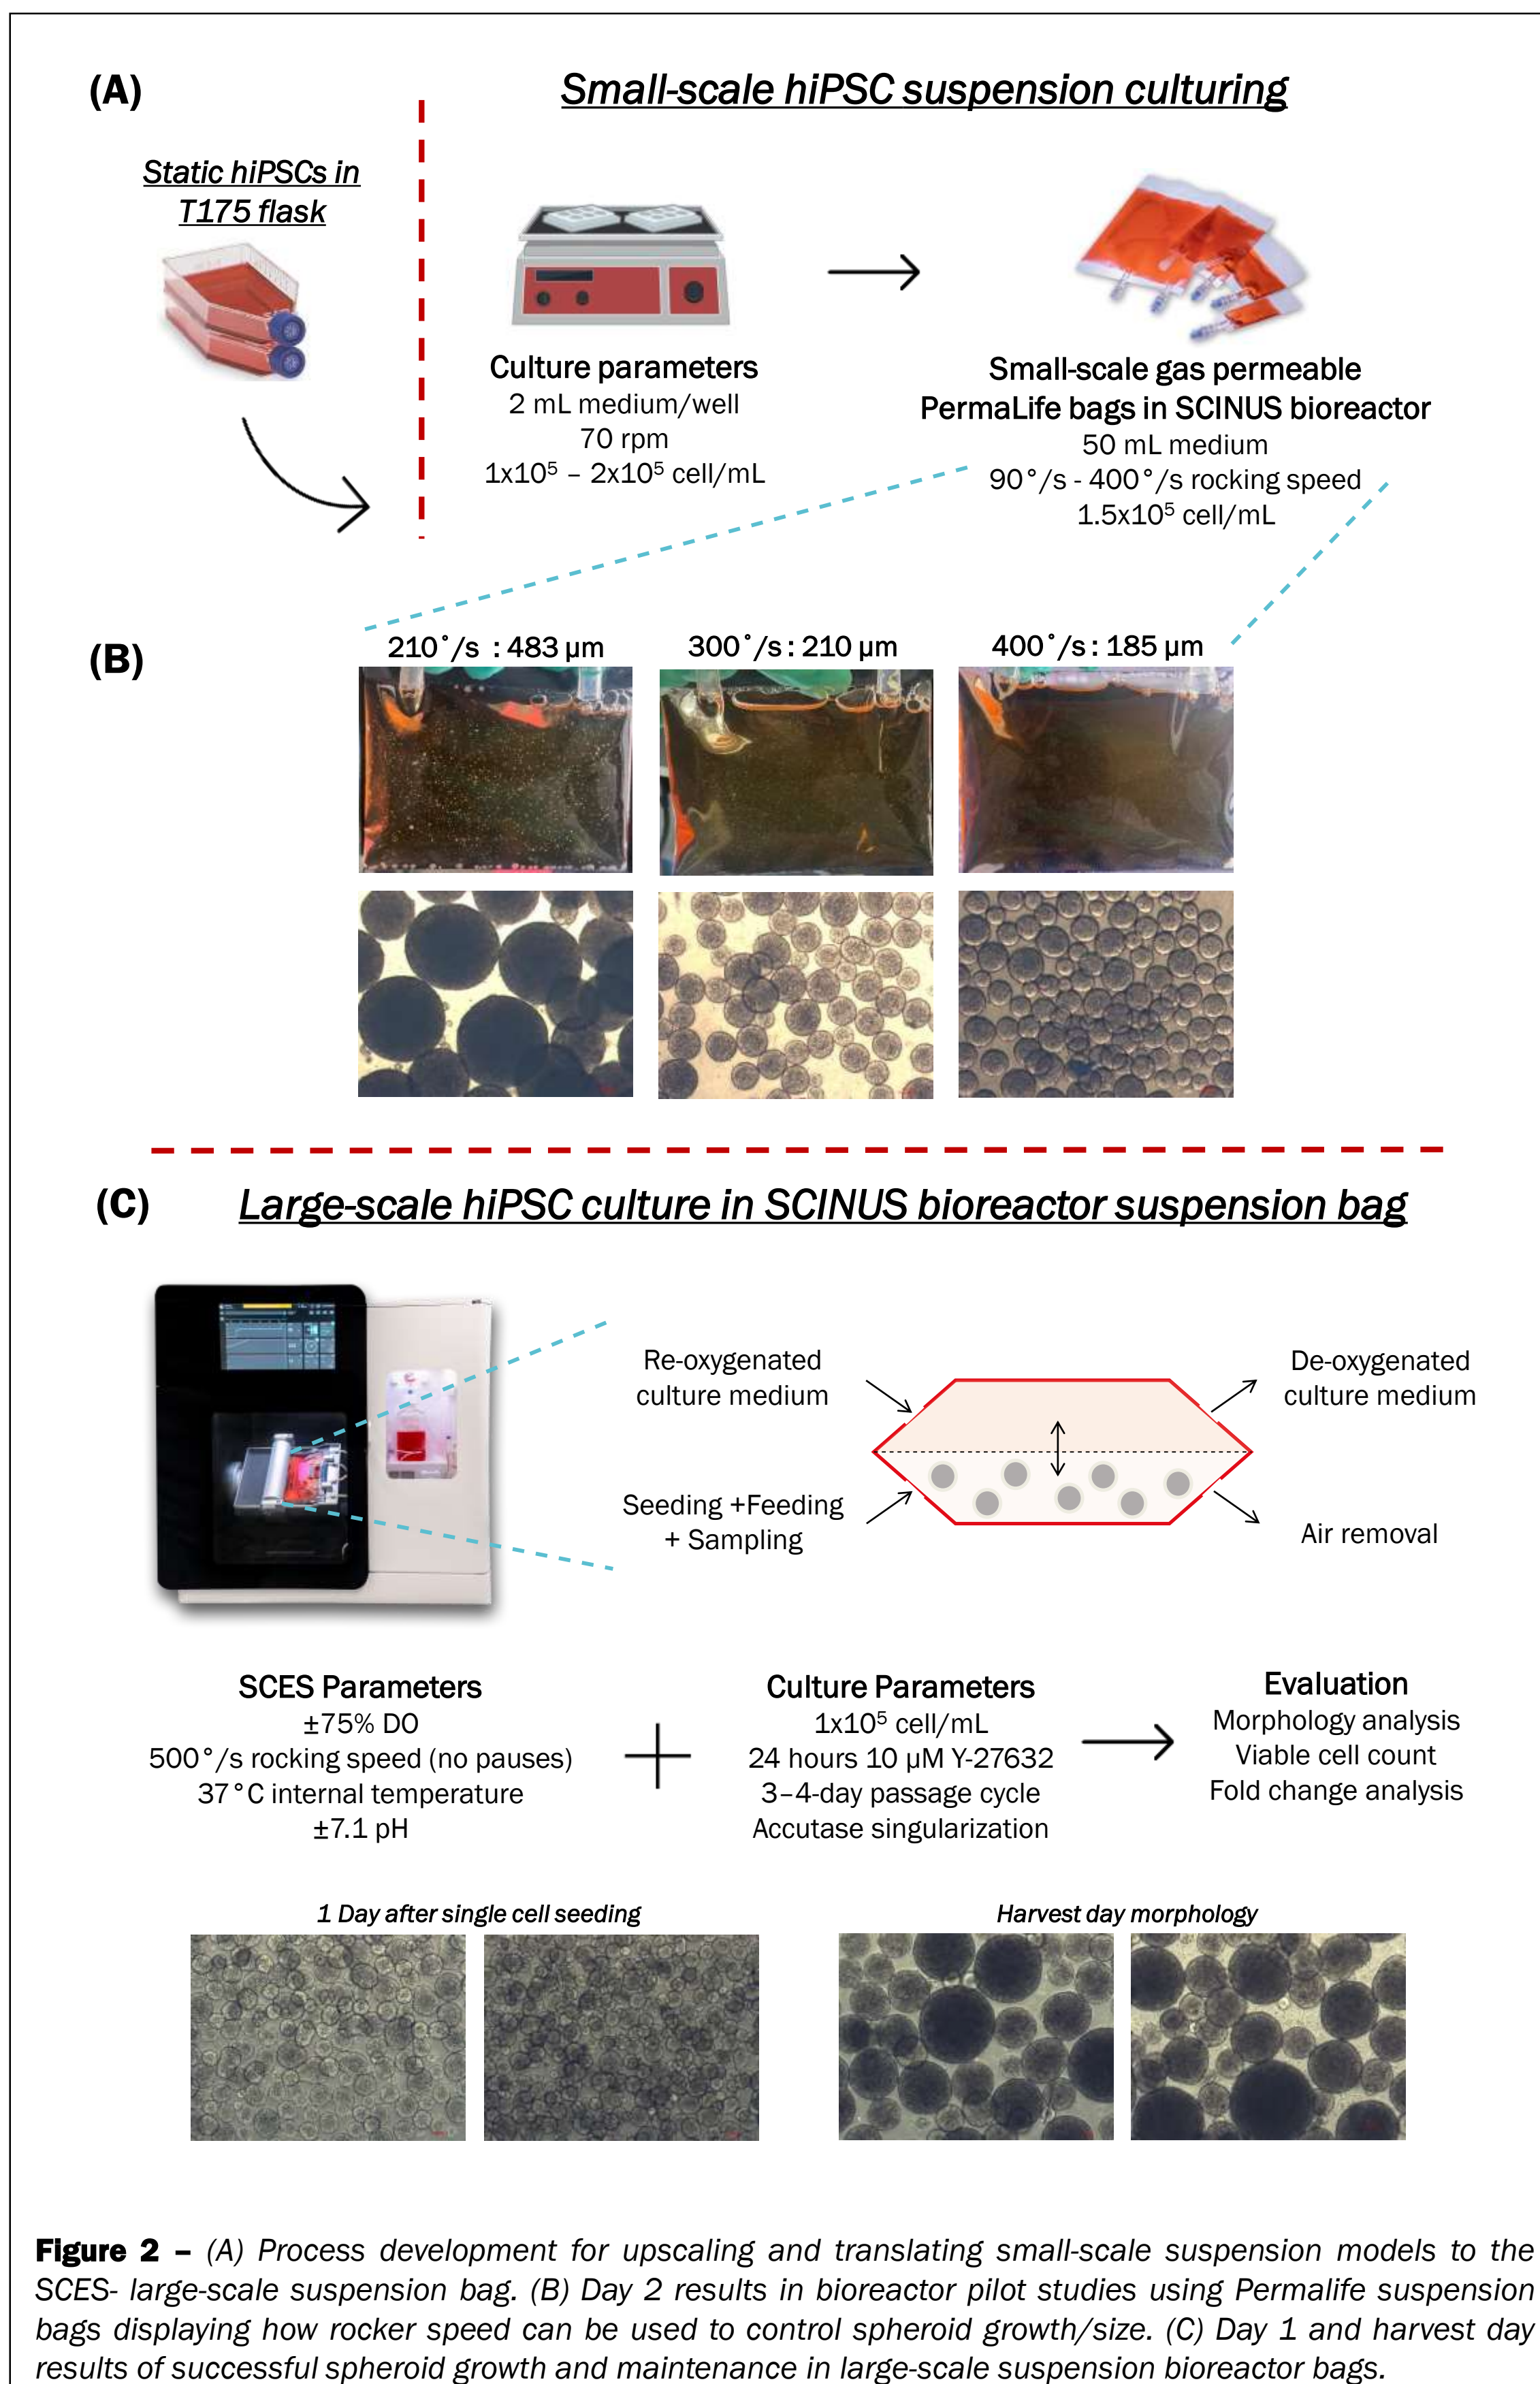 (A)
Small-scale hiPSC suspension culturing
Static hiPSCs in
T175 flask
Culture parameters
2 mL medium/well
70 rpm
1x10⁵ – 2x10⁵ cell/mL
Small-scale gas permeable
PermaLife bags in SCINUS bioreactor
50 mL medium
90°/s - 400°/s rocking speed
1.5x10⁵ cell/mL
(B)
210°/s : 483 µm
300°/s : 210 µm
400°/s : 185 µm
(C)
Large-scale hiPSC culture in SCINUS bioreactor suspension bag
Re-oxygenated
culture medium
De-oxygenated
culture medium
Seeding +Feeding
+ Sampling
Air removal
SCES Parameters
±75% DO
500°/s rocking speed (no pauses)
37°C internal temperature
±7.1 pH
Culture Parameters
1x10⁵ cell/mL
24 hours 10 µM Y-27632
3–4-day passage cycle
Accutase singularization
Evaluation
Morphology analysis
Viable cell count
Fold change analysis
1 Day after single cell seeding
Harvest day morphology
Figure 2 – (A) Process development for upscaling and translating small-scale suspension models to the
SCES- large-scale suspension bag. (B) Day 2 results in bioreactor pilot studies using Permalife suspension
bags displaying how rocker speed can be used to control spheroid growth/size. (C) Day 1 and harvest day
results of successful spheroid growth and maintenance in large-scale suspension bioreactor bags.